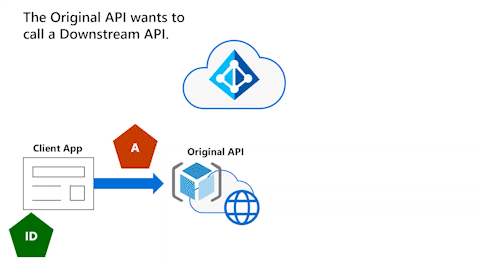 The Original API wants to
call a Downstream API.
Client App
A
Original API
ID